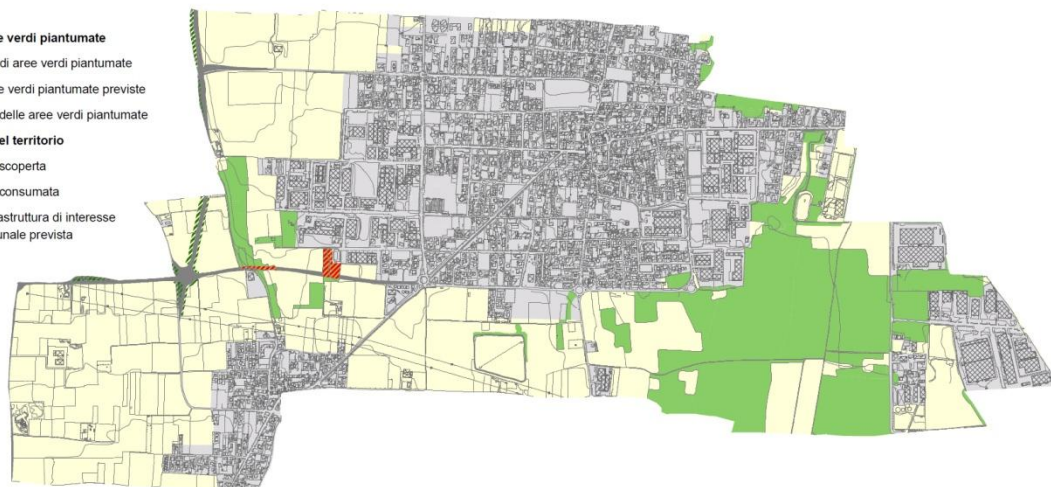 e verdi piantumate
di aree verdi piantumate
e verdi piantumate previste
delle aree verdi piantumate
el territorio
scoperta
consumata
astruttura di interesse
unale prevista